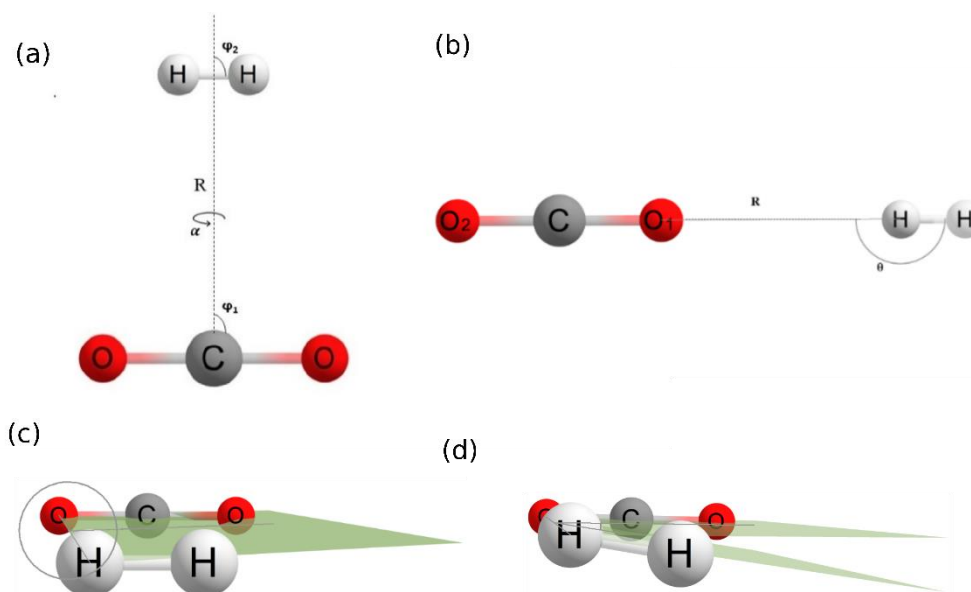 (a)
φ₂
H H
R
α
φ₁
O C O
(b)
R
O₂ C O₁ H H
θ
(c)
O C O
H H
(d)
O C O
H H